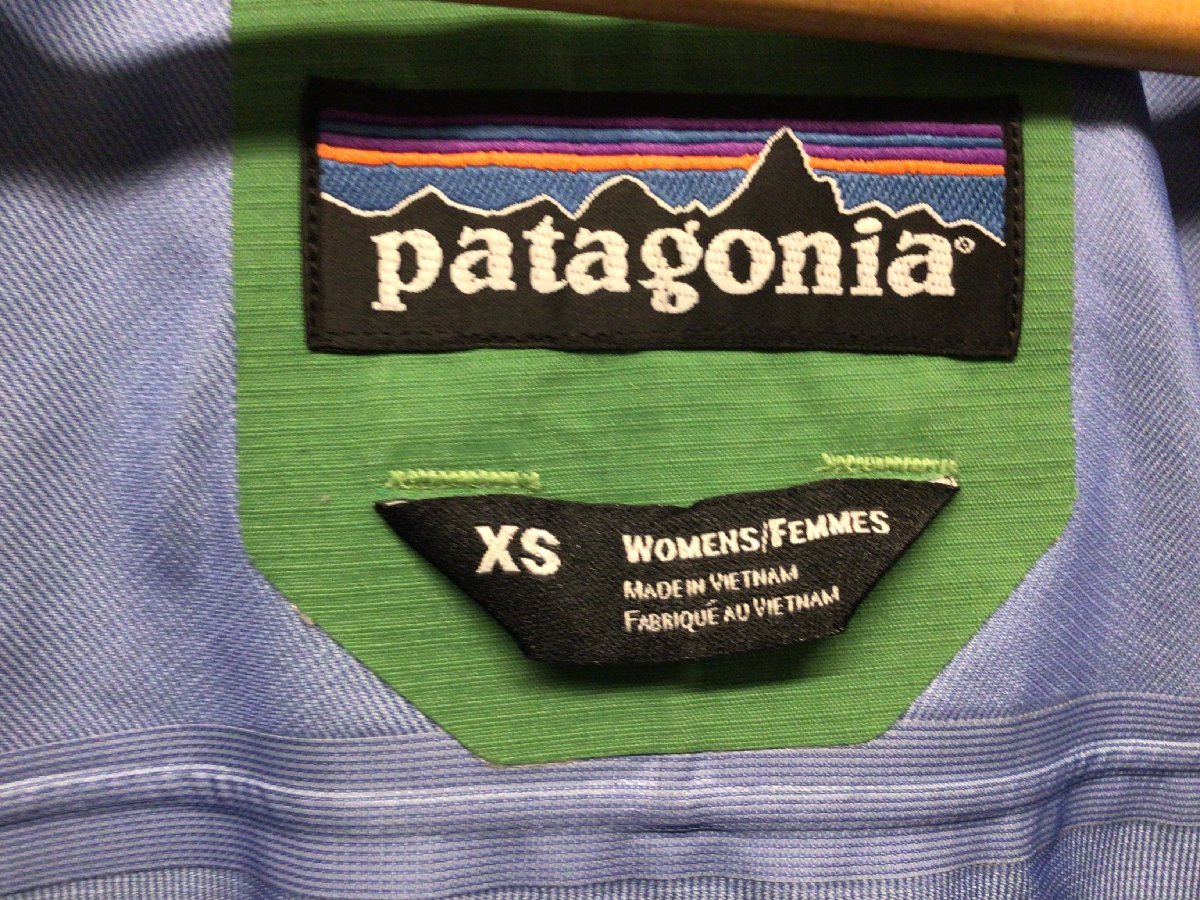 patagonia®
XS
WOMENS/FEMMES
MADE IN VIETNAM
FABRIQUÉ AU VIETNAM